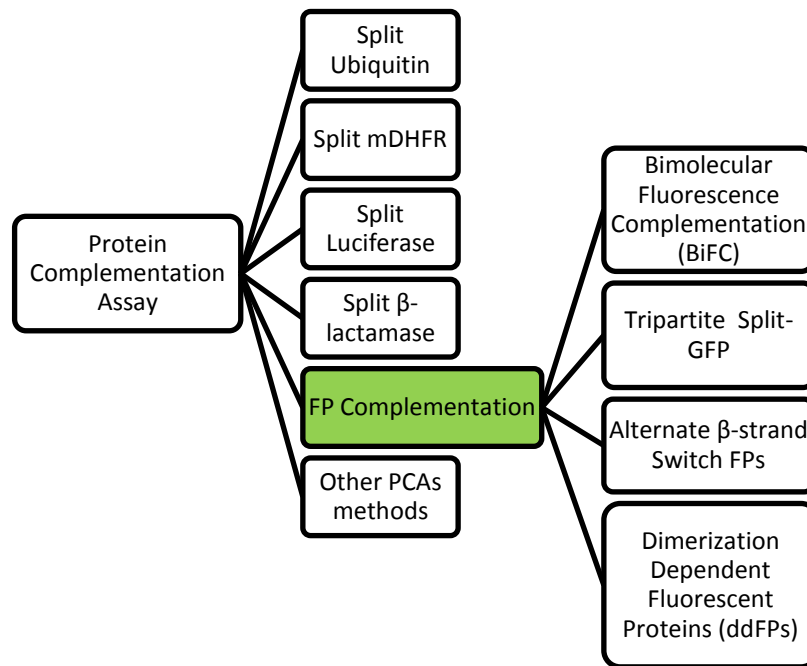 Protein
Complementation
Assay
Split
Ubiquitin
Split mDHFR
Split
Luciferase
Split β-
lactamase
FP Complementation
Other PCAs
methods
Bimolecular
Fluorescence
Complementation
(BiFC)
Tripartite Split-
GFP
Alternate β-strand
Switch FPs
Dimerization
Dependent
Fluorescent
Proteins (ddFPs)